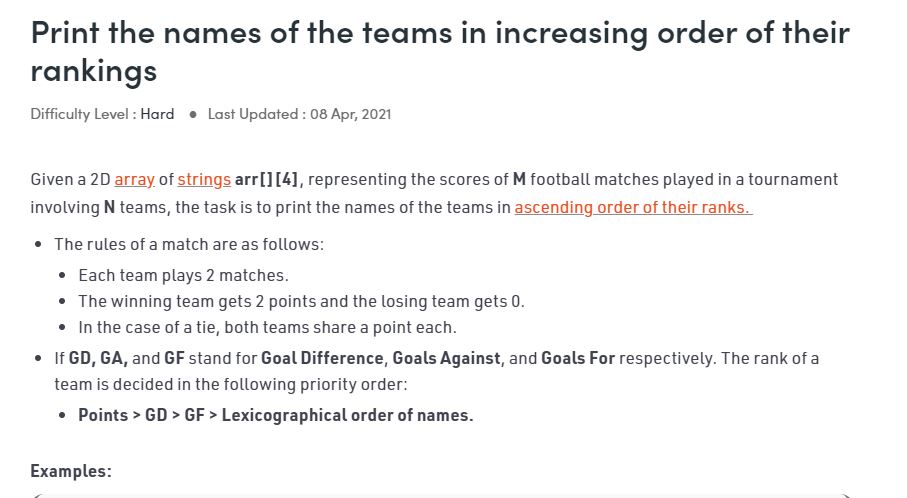 Print the names of the teams in increasing order of their
rankings
Difficulty Level : Hard ● Last Updated : 08 Apr, 2021
Given a 2D array of strings arr[][4], representing the scores of M football matches played in a tournament
involving N teams, the task is to print the names of the teams in ascending order of their ranks.
• The rules of a match are as follows:
• Each team plays 2 matches.
• The winning team gets 2 points and the losing team gets 0.
• In the case of a tie, both teams share a point each.
• If GD, GA, and GF stand for Goal Difference, Goals Against, and Goals For respectively. The rank of a
team is decided in the following priority order:
• Points > GD > GF > Lexicographical order of names.
Examples: